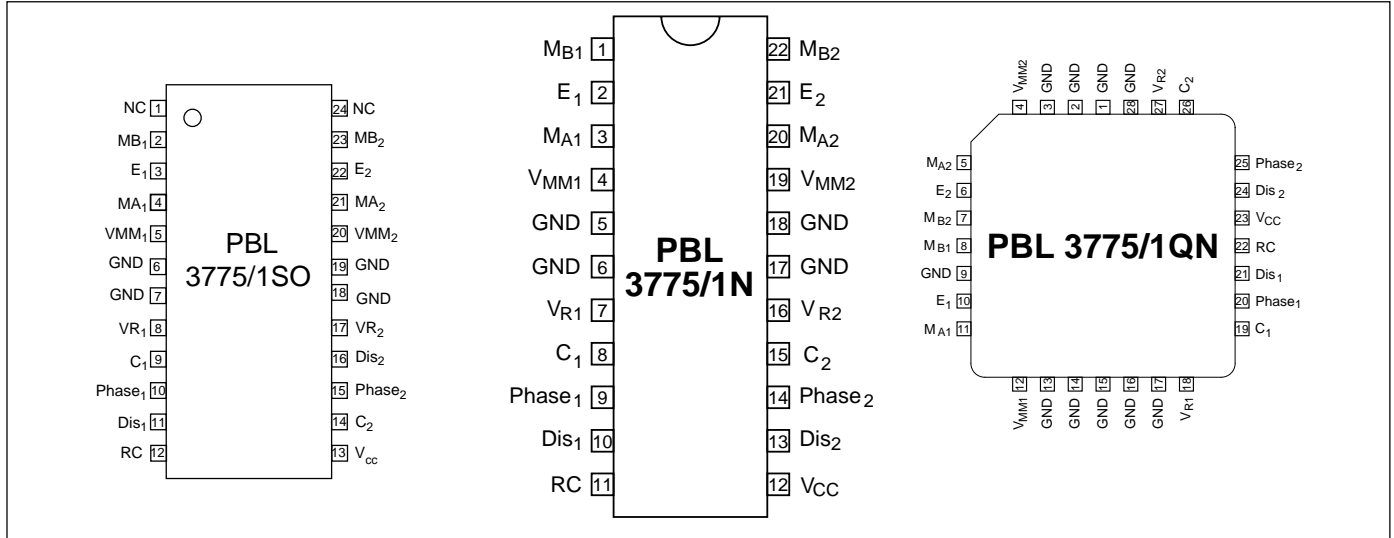 NC 1
MB1 2
E1 3
MA1 4
VMM1 5
GND 6
GND 7
VR1 8
C1 9
Phase1 10
Dis1 11
RC 12
PBL
3775/1SO
24 NC
23 MB2
22 E2
21 MA2
20 VMM2
19 GND
18 GND
17 VR2
16 Dis2
15 Phase2
14 C2
13 Vcc
MB1 1
E1 2
MA1 3
VMM1 4
GND 5
GND 6
VR1 7
C1 8
Phase1 9
Dis1 10
RC 11
PBL
3775/1N
22 MB2
21 E2
20 MA2
19 VMM2
18 GND
17 GND
16 VR2
15 C2
14 Phase2
13 Dis2
12 VCC
VMM2 4
GND 3
GND 2
GND 1
GND 28
VR2 27
C2 26
MA2 5
E2 6
MB2 7
MB1 8
GND 9
E1 10
MA1 11
PBL 3775/1QN
25 Phase2
24 Dis2
23 VCC
22 RC
21 Dis1
20 Phase1
19 C1
VMM1 12
GND 13
GND 14
GND 15
GND 16
GND 17
VR1 18